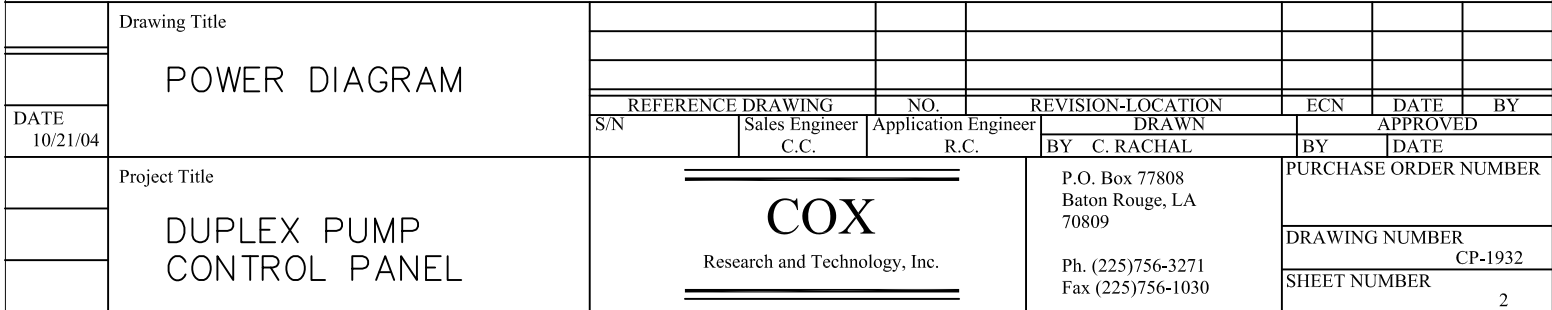 Drawing Title
POWER DIAGRAM
DATE
10/21/04
REFERENCE DRAWING NO. REVISION-LOCATION ECN DATE BY
S/N Sales Engineer Application Engineer DRAWN APPROVED
C.C. R.C. BY C. RACHAL BY DATE
Project Title
DUPLEX PUMP
CONTROL PANEL
COX
Research and Technology, Inc.
P.O. Box 77808
Baton Rouge, LA
70809
Ph. (225)756-3271
Fax (225)756-1030
PURCHASE ORDER NUMBER
DRAWING NUMBER
CP-1932
SHEET NUMBER
2